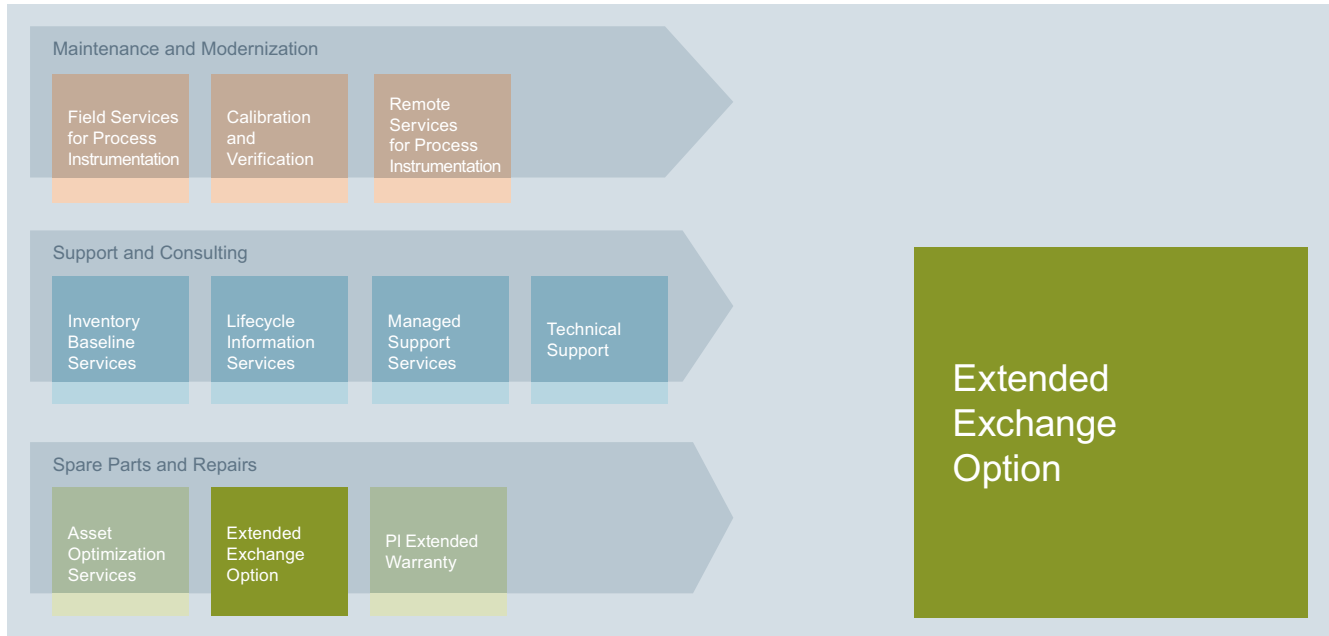 Maintenance and Modernization
Field Services
for Process
Instrumentation
Calibration
and
Verification
Remote
Services
for Process
Instrumentation
Support and Consulting
Inventory
Baseline
Services
Lifecycle
Information
Services
Managed
Support
Services
Technical
Support
Spare Parts and Repairs
Asset
Optimization
Services
Extended
Exchange
Option
PI Extended
Warranty
Extended
Exchange
Option